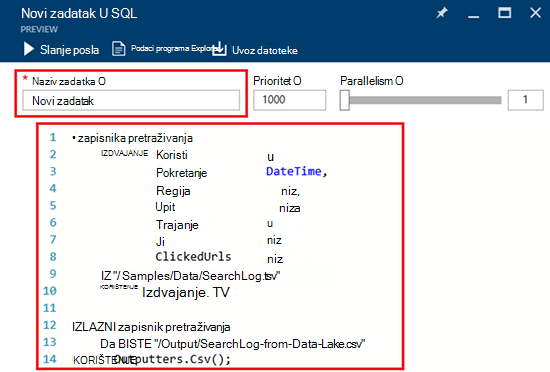 Novi zadatak U SQL
PREVIEW
Slanje posla Podaci programa Explorer Uvoz datoteke
* Naziv zadatka O Prioritet O Parallelism O
Novi zadatak 1000 1
1 • zapisnika pretraživanja
2 IZDVAJANJE Koristi u
3 Pokretanje DateTime,
4 Regija niz,
5 Upit niza
6 Trajanje u
7 Ji niz
8 ClickedUrls niz
9 IZ "/ Samples/Data/SearchLog.tsv"
10 KORIŠTENJE Izdvajanje. TV
11
12 IZLAZNI zapisnik pretraživanja
13 Da BISTE "/Output/SearchLog-from-Data-Lake.csv"
14 KORIŠTENJE Outputters.Csv();